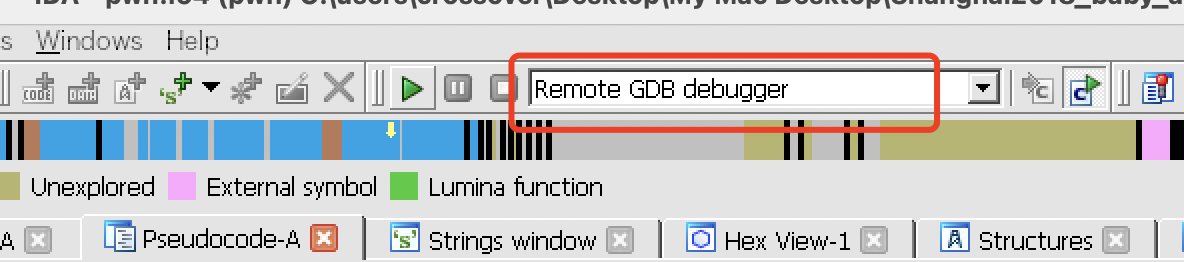 IDA - pwn.i64 (pwn) C:\users\crossover\Desktop\My Mac Desktop\Shanghai2018_baby_a
s Windows Help
Remote GDB debugger
Unexplored External symbol Lumina function
A Pseudocode-A Strings window Hex View-1 Structures